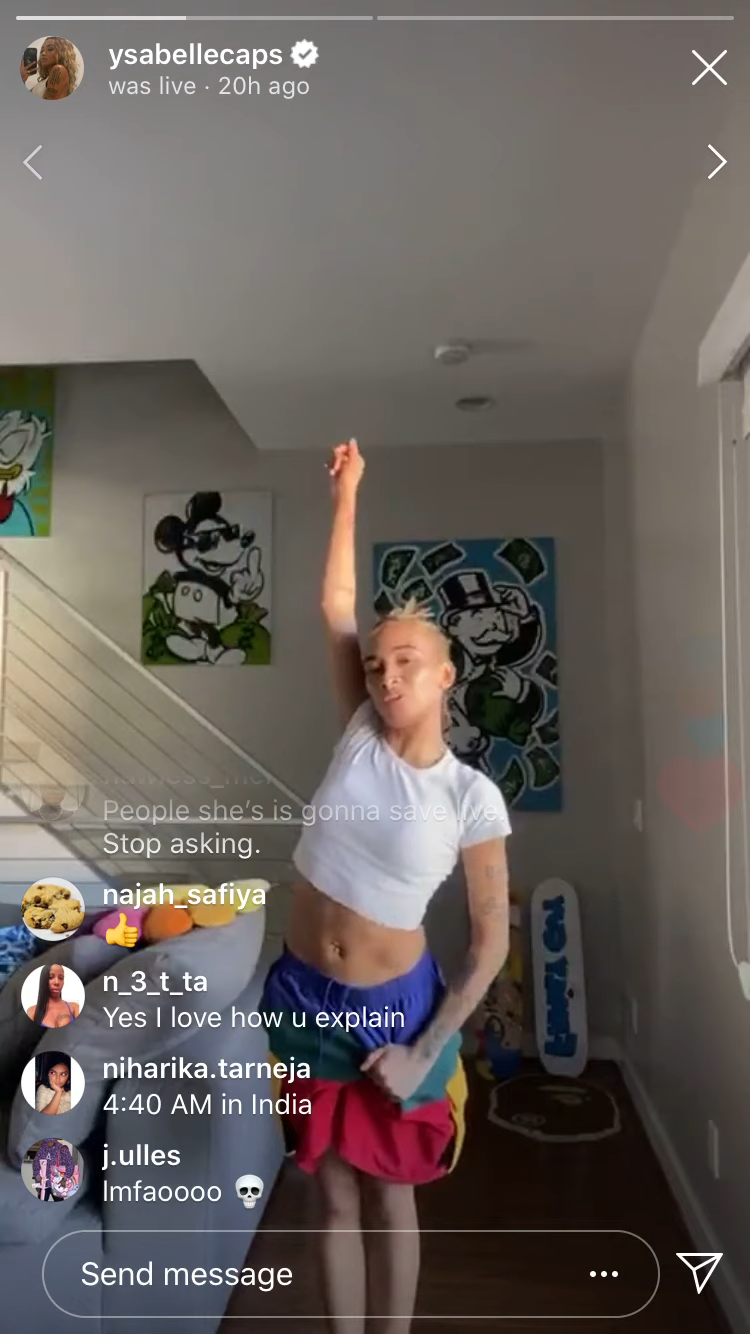 ysabellecaps
was live · 20h ago
People she's is gonna save live.
Stop asking.
najah_safiya
👍
n_3_t_ta
Yes I love how u explain
niharika.tarneja
4:40 AM in India
j.ulles
lmfaoooo 💀
Send message